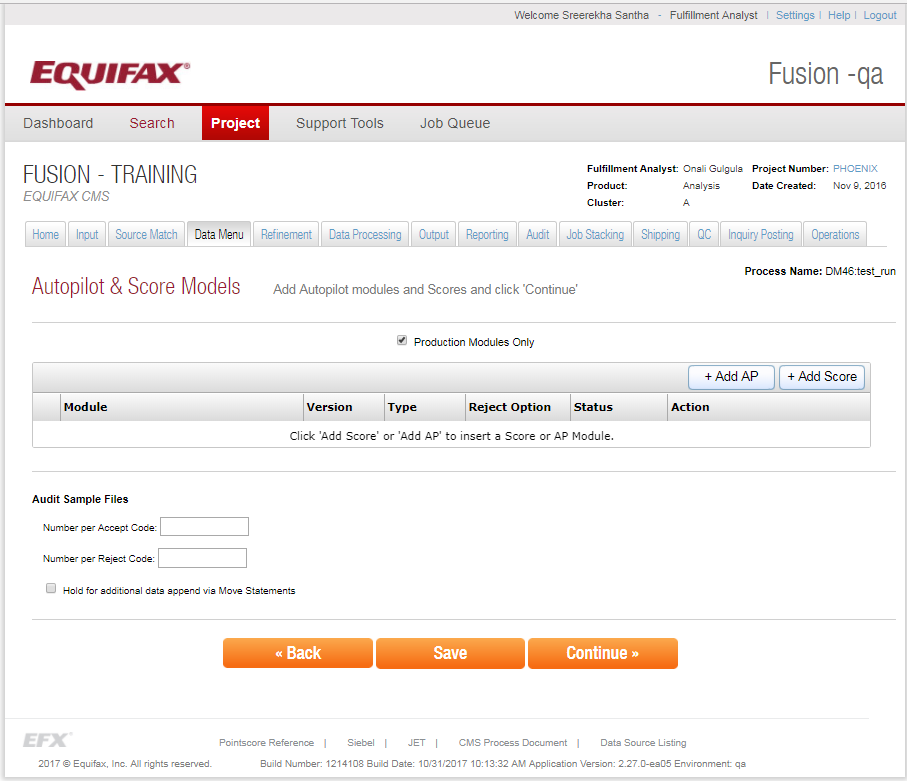 Welcome Sreerekha Santha - Fulfillment Analyst | Settings | Help | Logout
EQUIFAX®
Fusion -qa
Dashboard Search Project Support Tools Job Queue
FUSION - TRAINING
EQUIFAX CMS
Fulfillment Analyst: Onali Gulgula Project Number: PHOENIX
Product: Analysis Date Created: Nov 9, 2016
Cluster: A
Home Input Source Match Data Menu Refinement Data Processing Output Reporting Audit Job Stacking Shipping QC Inquiry Posting Operations
Process Name: DM46:test_run
Autopilot & Score Models Add Autopilot modules and Scores and click 'Continue'
Production Modules Only
+ Add AP + Add Score
Module Version Type Reject Option Status Action
Click 'Add Score' or 'Add AP' to insert a Score or AP Module.
Audit Sample Files
Number per Accept Code:
Number per Reject Code:
Hold for additional data append via Move Statements
« Back Save Continue »
EFX
Pointscore Reference | Siebel | JET | CMS Process Document | Data Source Listing
2017 © Equifax, Inc. All rights reserved. Build Number: 1214108 Build Date: 10/31/2017 10:13:32 AM Application Version: 2.27.0-ea05 Environment: qa